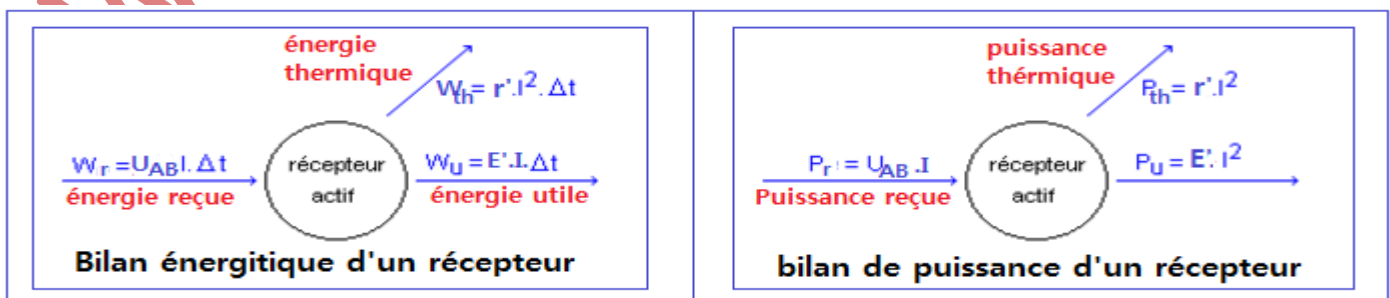 énergie
thermique
Wth= r'.I². Δt
Wr =UAB I. Δt
énergie reçue
récepteur
actif
Wu = E'.I.Δt
énergie utile
Bilan énergitique d'un récepteur
puissance
thérmique
Pth= r'.I²
Pr = UAB .I
Puissance reçue
récepteur
actif
Pu = E'. I²
bilan de puissance d'un récepteur